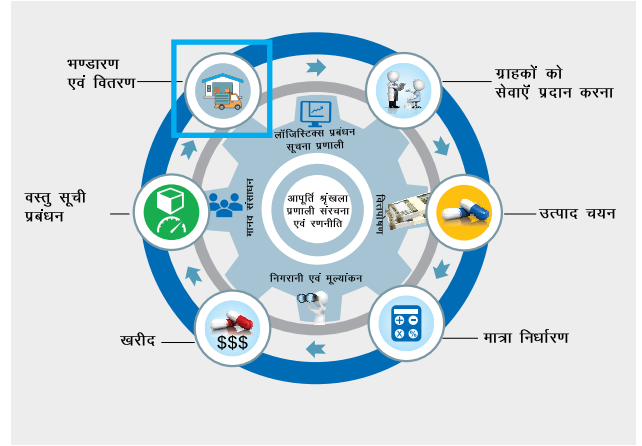 भण्डारण
एवं वितरण
ग्राहकों को
सेवाएँ प्रदान करना
लॉजिस्टिक्स प्रबंधन
सूचना प्रणाली
वस्तु सूची
प्रबंधन
मानव संसाधन
आपूर्ति श्रृंखला
प्रणाली संरचना
एवं रणनीति
वित्तपोषण
उत्पाद चयन
निगरानी एवं मूल्यांकन
खरीद
$$$
मात्रा निर्धारण